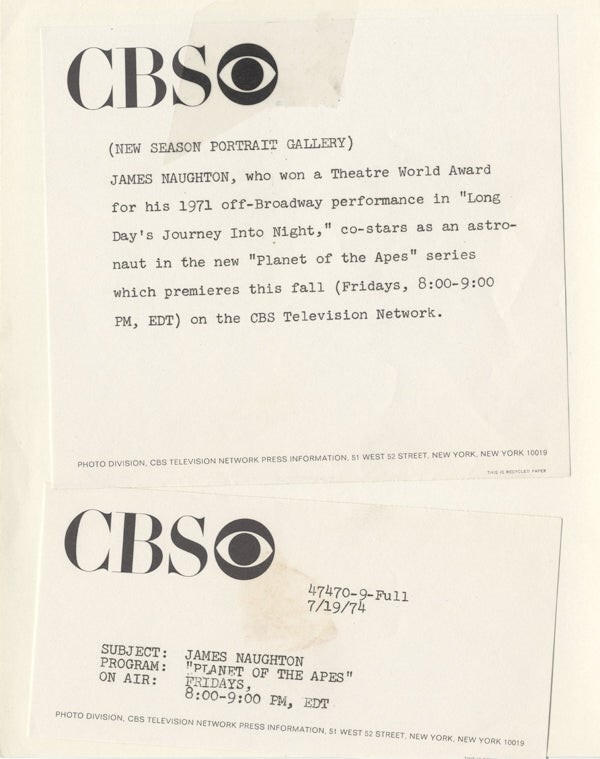 CBS
(NEW SEASON PORTRAIT GALLERY)
JAMES NAUGHTON, who won a Theatre World Award
for his 1971 off-Broadway performance in "Long
Day's Journey Into Night," co-stars as an astro-
naut in the new "Planet of the Apes" series
which premieres this fall (Fridays, 8:00-9:00
PM, EDT) on the CBS Television Network.
PHOTO DIVISION, CBS TELEVISION NETWORK PRESS INFORMATION, 51 WEST 52 STREET, NEW YORK, NEW YORK 10019
THIS IS RECYCLED PAPER
CBS
47470-9-Full
7/19/74
SUBJECT: JAMES NAUGHTON
PROGRAM: "PLANET OF THE APES"
ON AIR: FRIDAYS,
8:00-9:00 PM, EDT
PHOTO DIVISION, CBS TELEVISION NETWORK PRESS INFORMATION, 51 WEST 52 STREET, NEW YORK, NEW YORK 10019